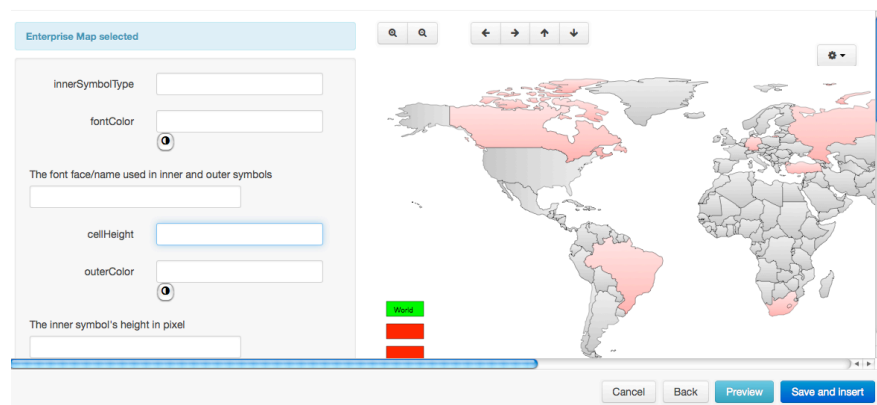 Enterprise Map selected
innerSymbolType
fontColor
The font face/name used in inner and outer symbols
cellHeight
outerColor
The inner symbol's height in pixel
World
Cancel
Back
Preview
Save and Insert